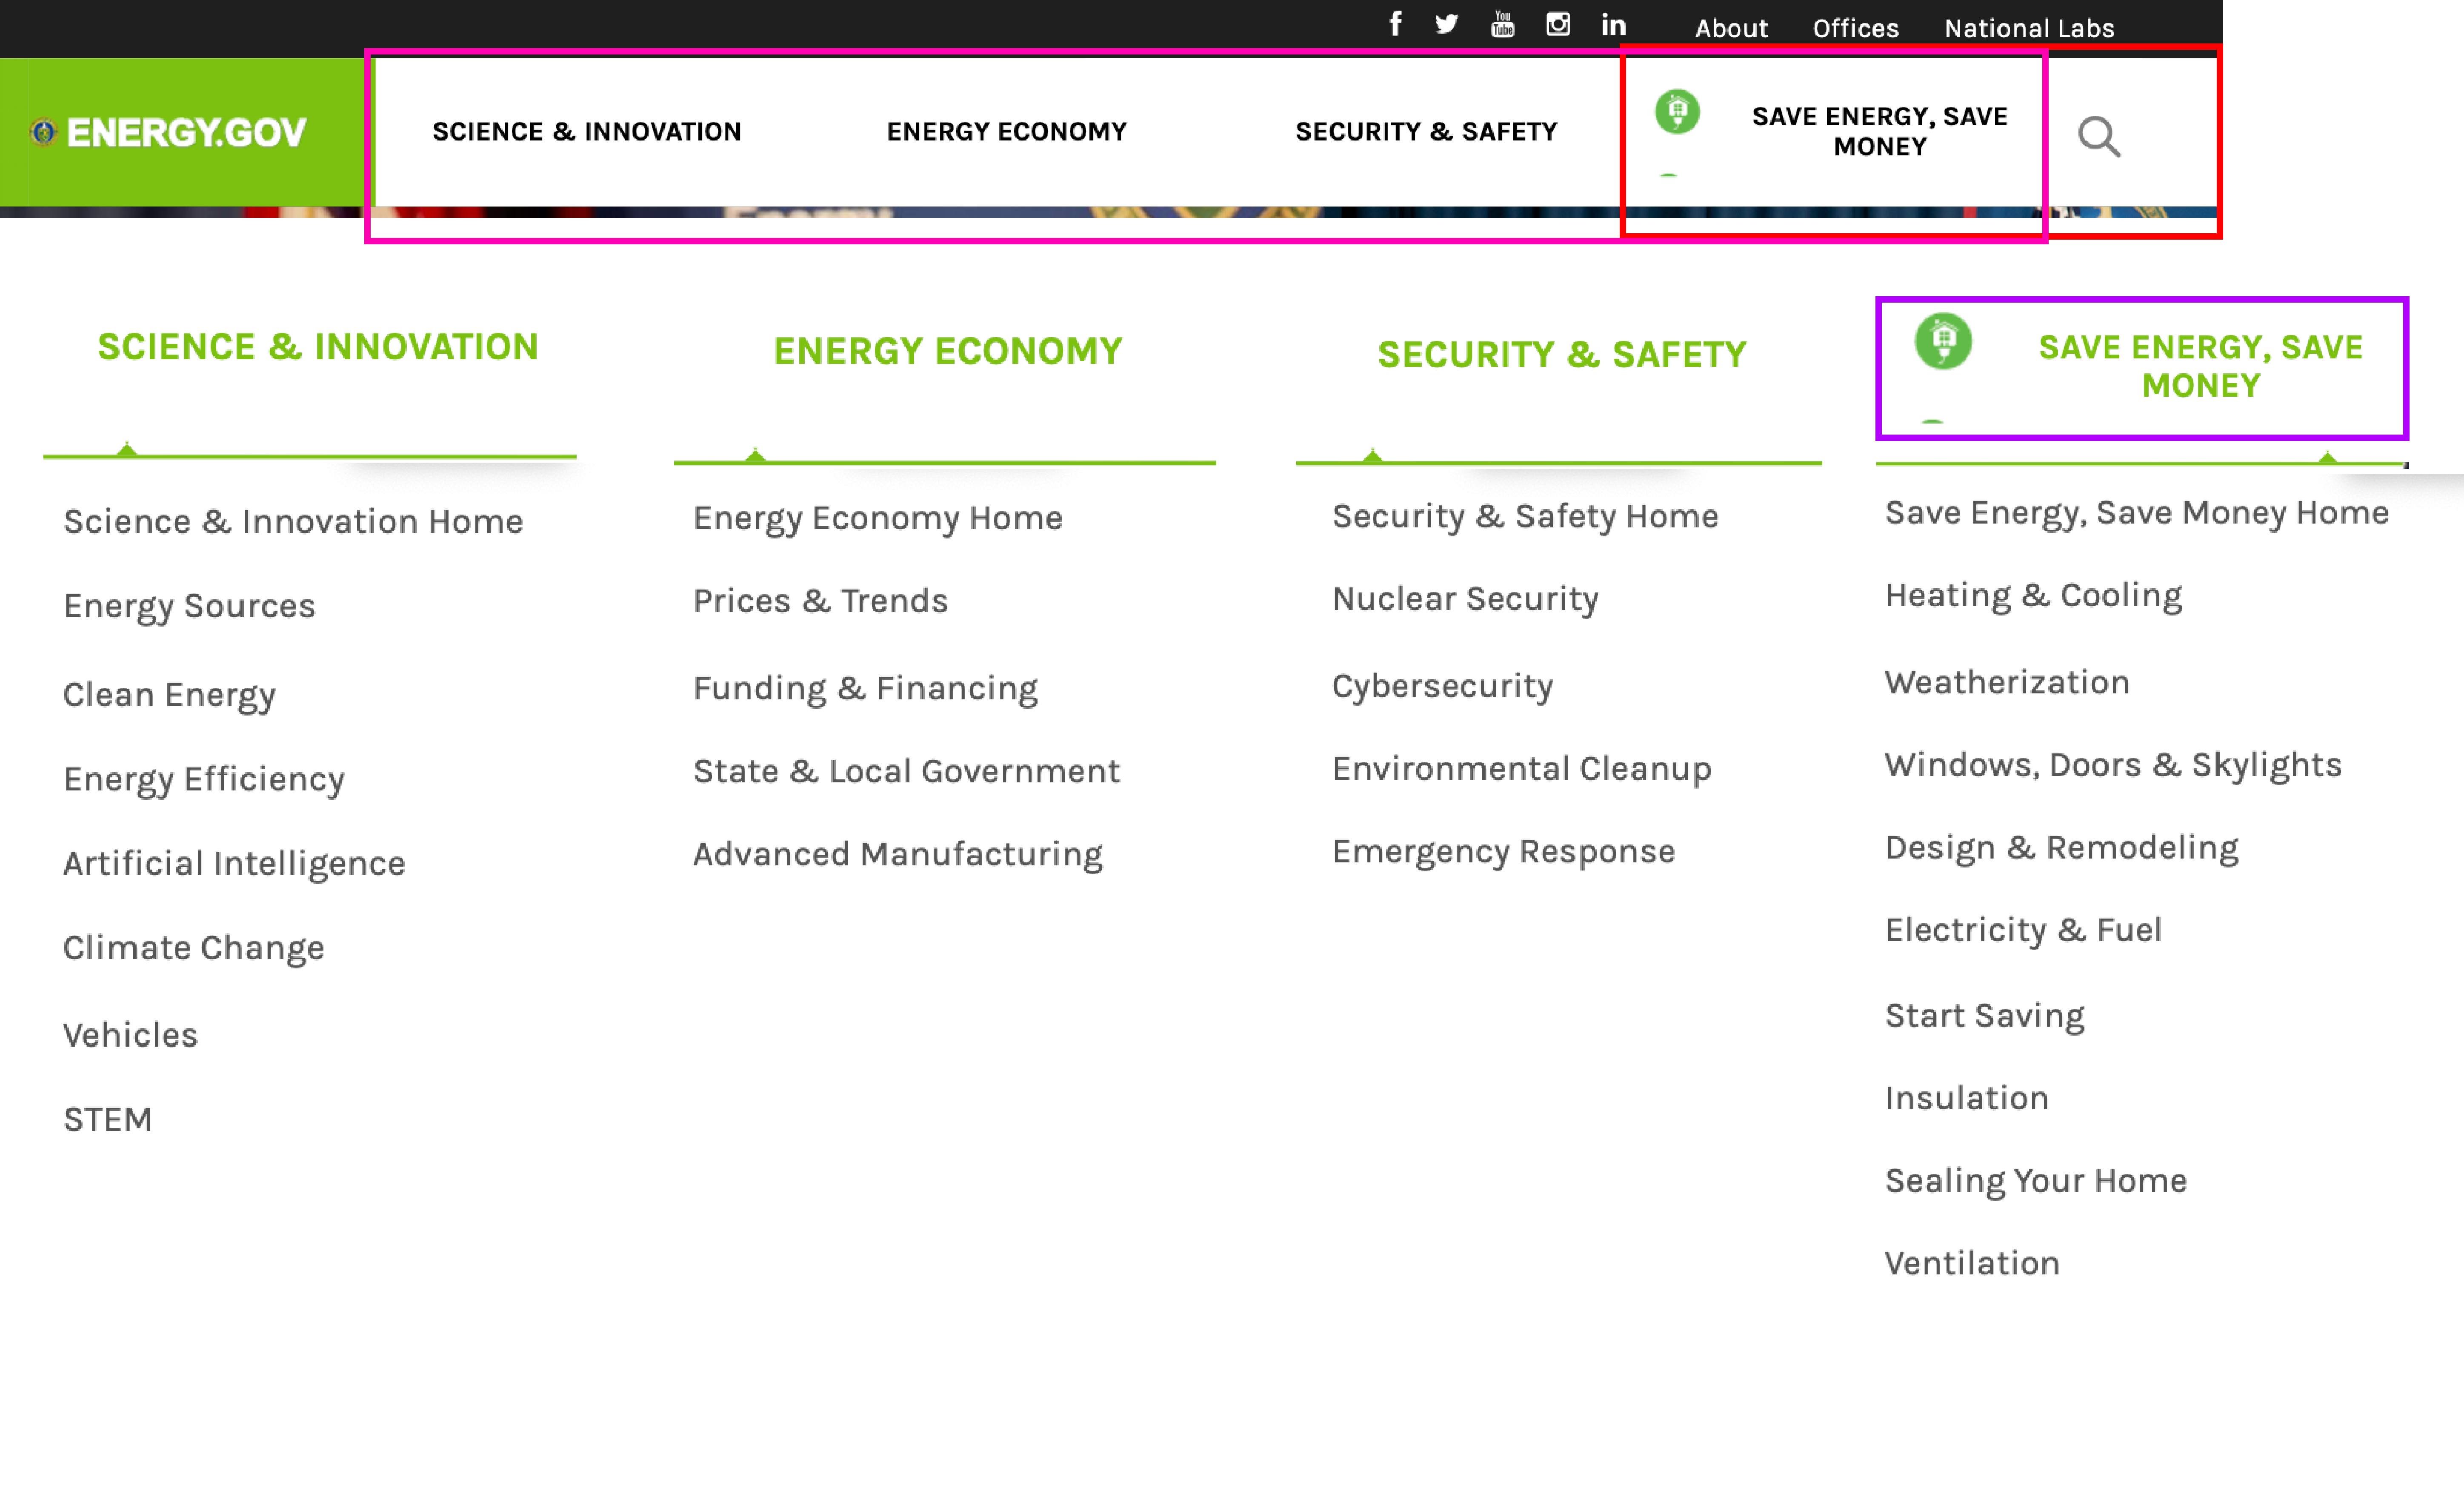 f You Tube in About Offices National Labs
ENERGY.GOV SCIENCE & INNOVATION ENERGY ECONOMY SECURITY & SAFETY SAVE ENERGY, SAVE
MONEY
SCIENCE & INNOVATION
Science & Innovation Home
Energy Sources
Clean Energy
Energy Efficiency
Artificial Intelligence
Climate Change
Vehicles
STEM
ENERGY ECONOMY
Energy Economy Home
Prices & Trends
Funding & Financing
State & Local Government
Advanced Manufacturing
SECURITY & SAFETY
Security & Safety Home
Nuclear Security
Cybersecurity
Environmental Cleanup
Emergency Response
SAVE ENERGY, SAVE
MONEY
Save Energy, Save Money Home
Heating & Cooling
Weatherization
Windows, Doors & Skylights
Design & Remodeling
Electricity & Fuel
Start Saving
Insulation
Sealing Your Home
Ventilation